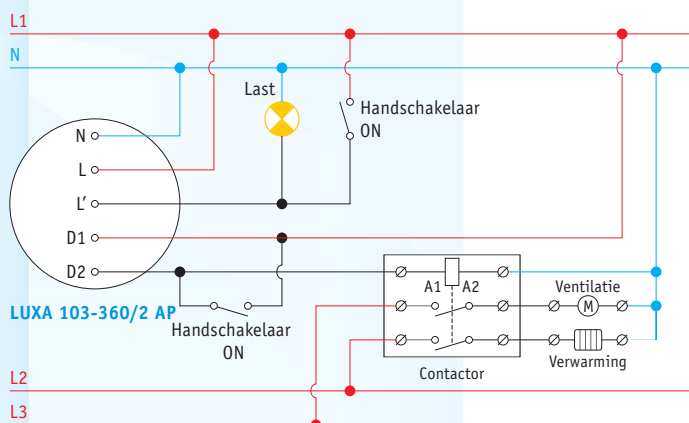 L1
N
Last
Handschakelaar
ON
N
L
L'
D1
D2
LUXA 103-360/2 AP
Handschakelaar
ON
A1 A2
Ventilatie
M
Verwarming
Contactor
L2
L3